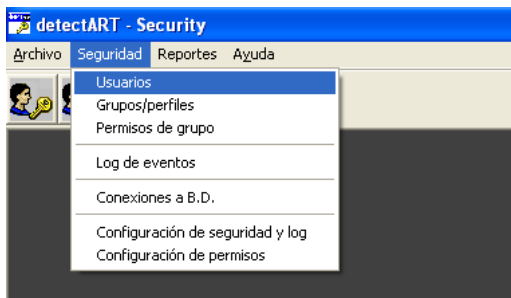 detectART - Security
Archivo Seguridad Reportes Ayuda
Usuarios
Grupos/perfiles
Permisos de grupo
Log de eventos
Conexiones a B.D.
Configuración de seguridad y log
Configuración de permisos